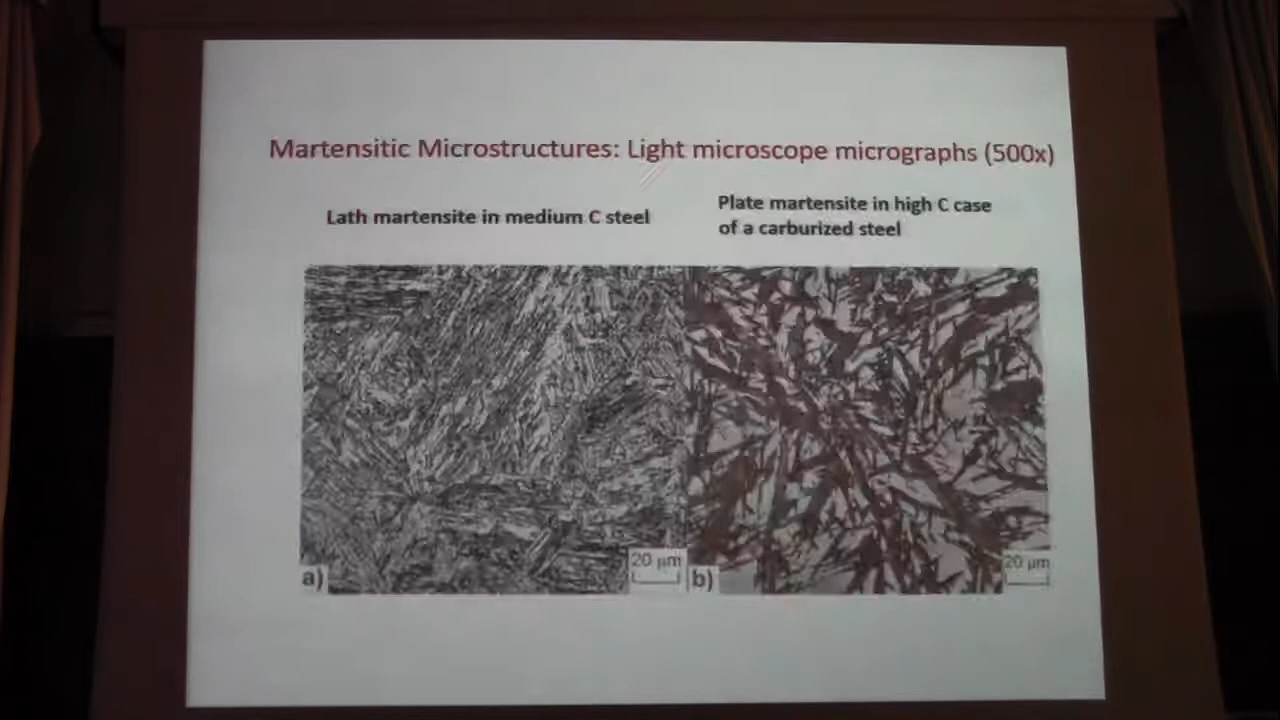 Martensitic Microstructures: Light microscope micrographs (500x)
Lath martensite in medium C steel
Plate martensite in high C case
of a carburized steel
a)
20 µm
b)
20 µm